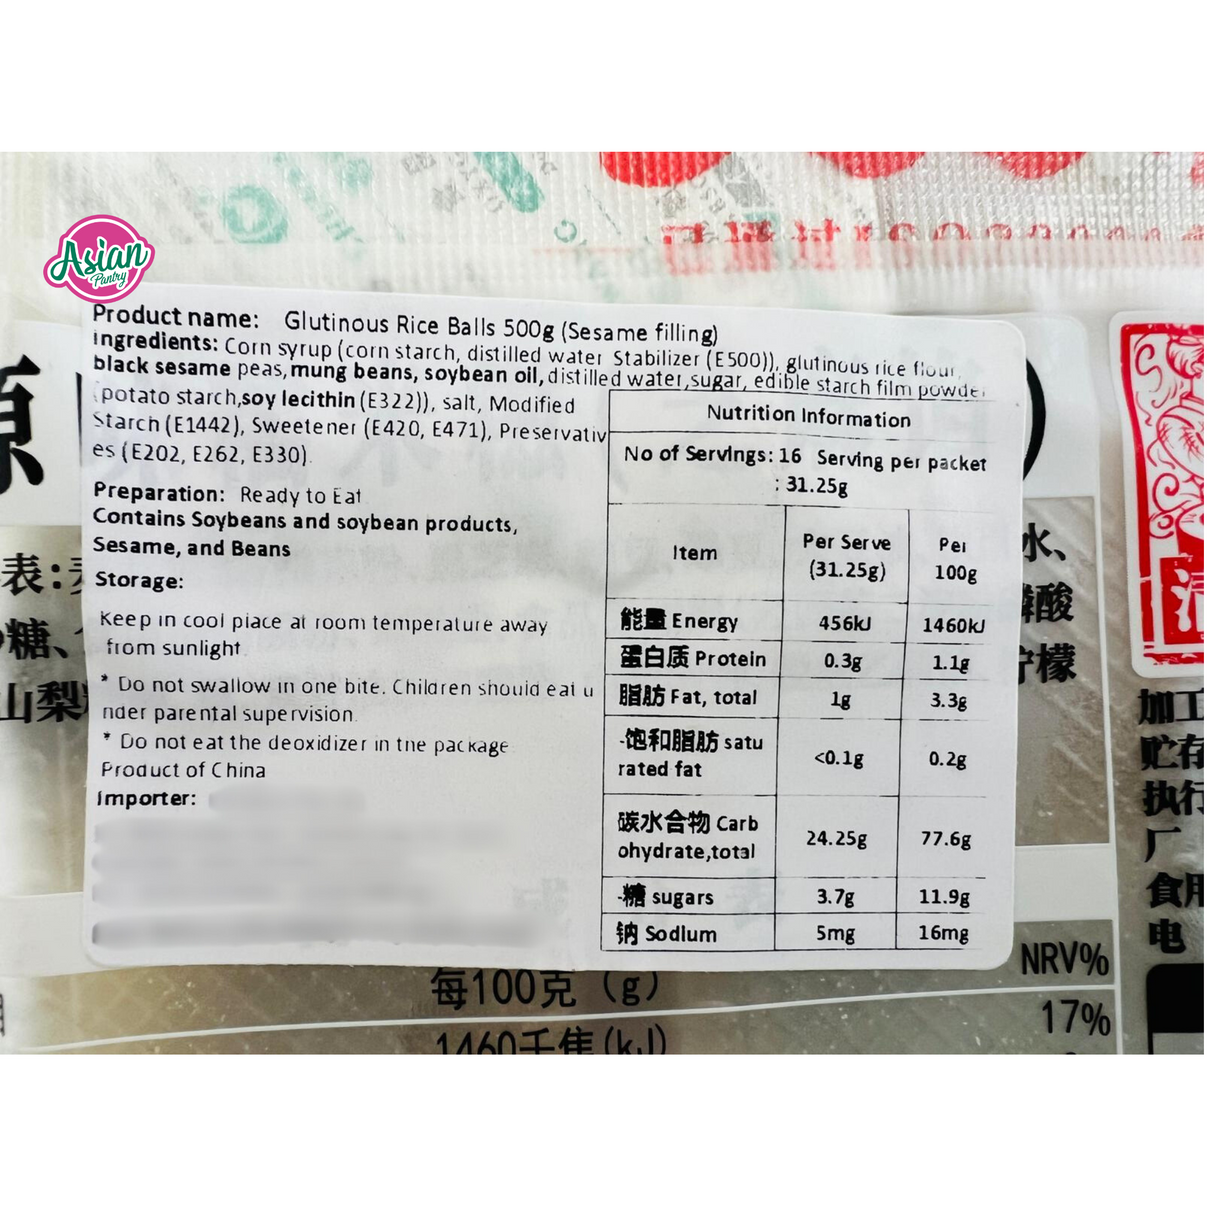 Asian
Pantry
Product name: Glutinous Rice Balls 500g (Sesame filling)
Ingredients: Corn syrup (corn starch, distilled water Stabilizer (E500)), glutinous rice flour,
black sesame peas, mung beans, soybean oil, distilled water, sugar, edible starch film powder
(potato starch, soy lecithin (E322)), salt, Modified
Starch (E1442), Sweetener (E420, E471), Preservativ
es (E202, E262, E330).
Preparation: Ready to Eat
Contains Soybeans and soybean products,
Sesame, and Beans
Storage:
Keep in cool place at room temperature away
from sunlight.
* Do not swallow in one bite. Children should eat u
nder parental supervision.
* Do not eat the deoxidizer in the package
Product of China
Importer:
Nutrition Information
No of Servings: 16 Serving per packet
: 31.25g
Item Per Serve (31.25g) Per 100g
能量 Energy 456kJ 1460kJ
蛋白质 Protein 0.3g 1.1g
脂肪 Fat, total 1g 3.3g
-饱和脂肪 satu
rated fat <0.1g 0.2g
碳水合物 Carb
ohydrate,total 24.25g 77.6g
-糖 sugars 3.7g 11.9g
钠 Sodium 5mg 16mg
原
表:
糖、
山梨
水、
酸
柠檬
清
加工
贮存
执行
厂
食用
电
NRV%
每100克 (g)
17%
1460千焦(kJ)